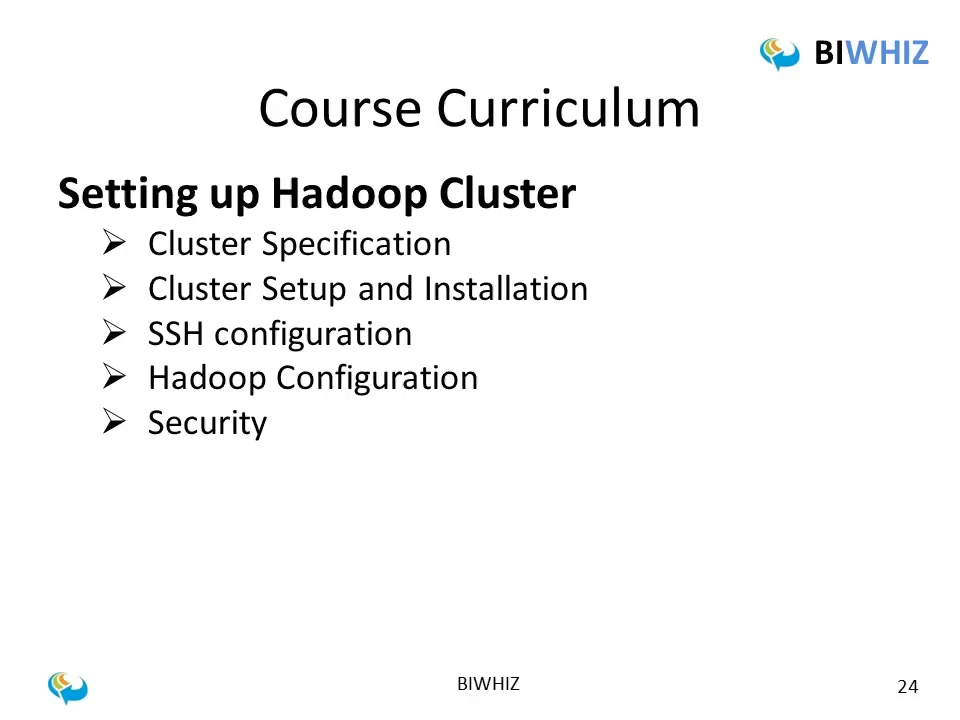 BIWHIZ
Course Curriculum
Setting up Hadoop Cluster
➢ Cluster Specification
➢ Cluster Setup and Installation
➢ SSH configuration
➢ Hadoop Configuration
➢ Security
BIWHIZ
24